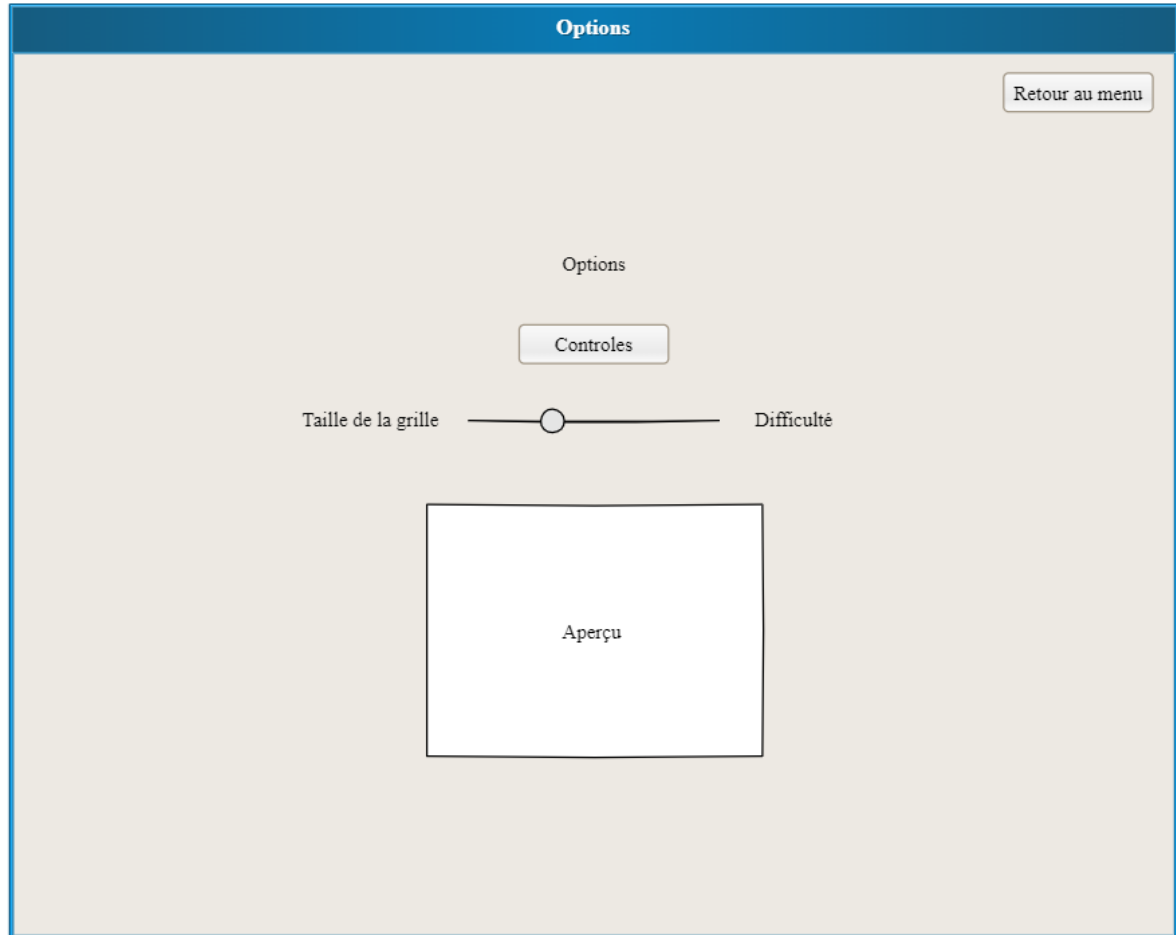 Options
Retour au menu
Options
Controles
Taille de la grille
Difficulté
Aperçu